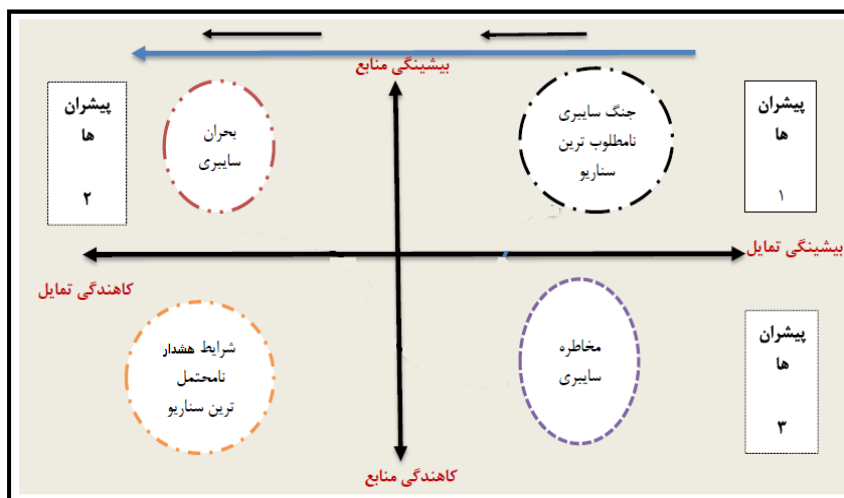 بیشینگی منابع
پیشران
ها
۱
جنگ سایبری
نامطلوب ترین
سناریو
بحران
سایبری
پیشران
ها
۲
بیشینگی تمایل
کاهندگی تمایل
پیشران
ها
۳
مخاطره
سایبری
شرایط هشدار
نامحتمل
ترین سناریو
کاهندگی منابع